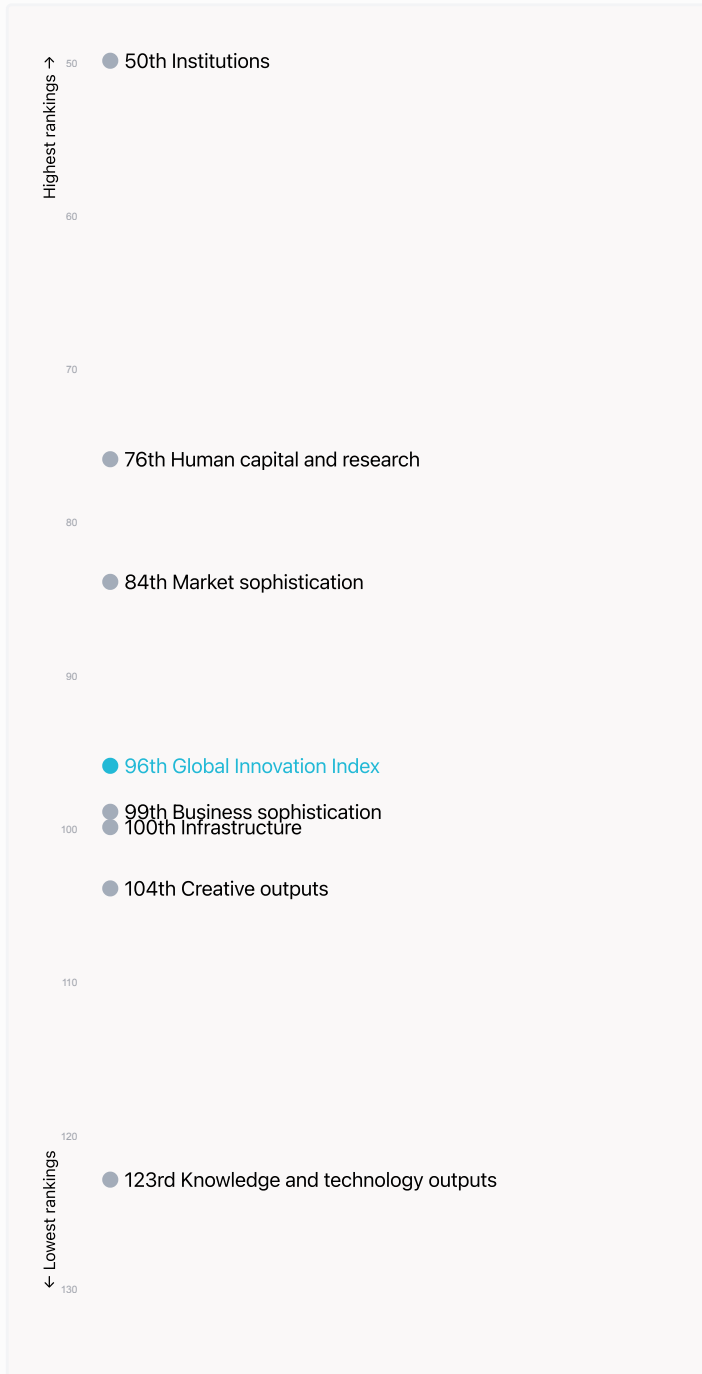 Highest rankings →
50
50th Institutions
60
70
76th Human capital and research
80
84th Market sophistication
90
96th Global Innovation Index
99th Business sophistication
100
100th Infrastructure
104th Creative outputs
110
120
← Lowest rankings
123rd Knowledge and technology outputs
130